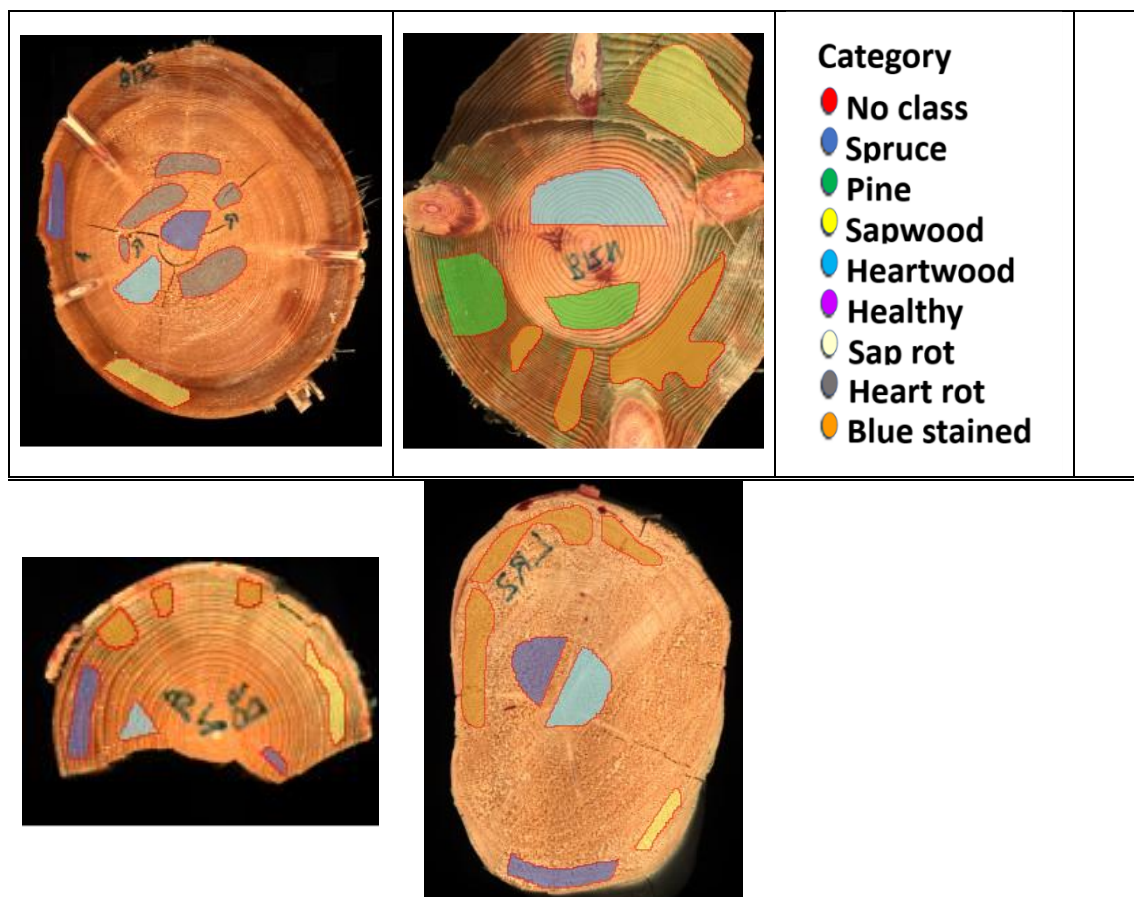 Category
No class
Spruce
Pine
Sapwood
Heartwood
Healthy
Sap rot
Heart rot
Blue stained